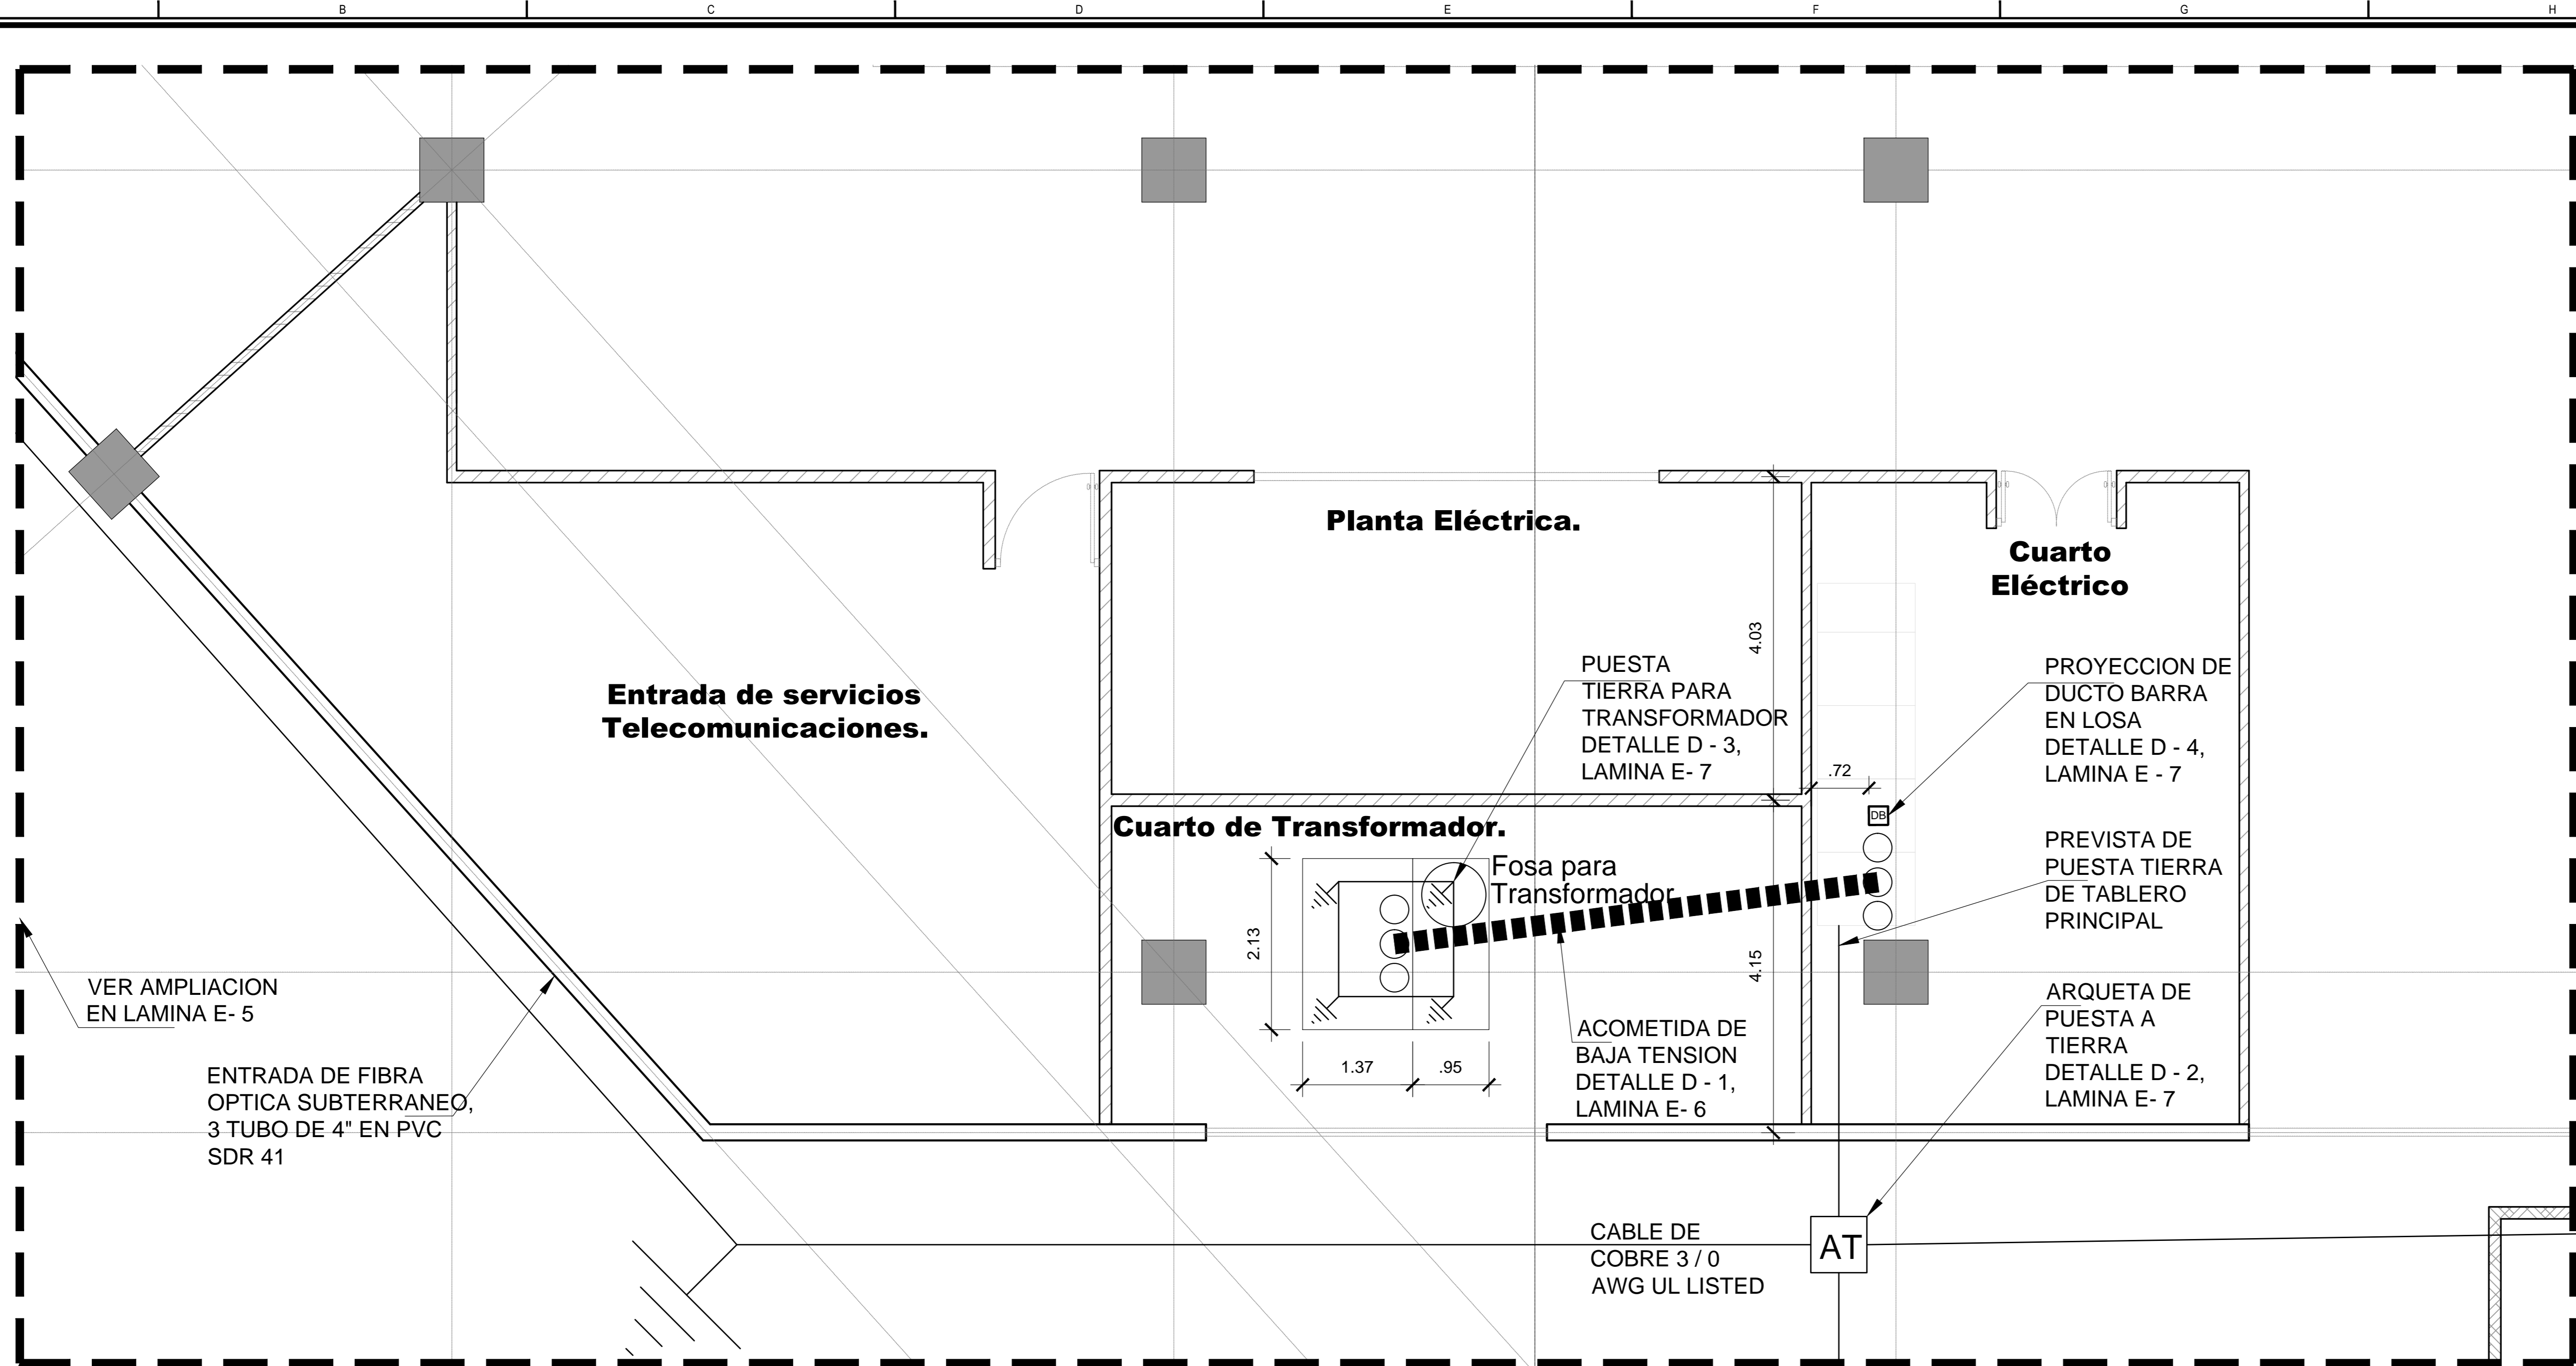 B
C
D
E
F
G
H
Planta Eléctrica.
Cuarto
Eléctrico
4.03
PUESTA
TIERRA PARA
TRANSFORMADOR
DETALLE D - 3,
LAMINA E- 7
PROYECCION DE
DUCTO BARRA
EN LOSA
DETALLE D - 4,
LAMINA E - 7
Entrada de servicios
Telecomunicaciones.
.72
DB
Cuarto de Transformador.
Fosa para
Transformador
PREVISTA DE
PUESTA TIERRA
DE TABLERO
PRINCIPAL
2.13
4.15
VER AMPLIACION
EN LAMINA E- 5
ARQUETA DE
PUESTA A
TIERRA
DETALLE D - 2,
LAMINA E- 7
ACOMETIDA DE
BAJA TENSION
DETALLE D - 1,
LAMINA E- 6
1.37
.95
ENTRADA DE FIBRA
OPTICA SUBTERRANEO,
3 TUBO DE 4" EN PVC
SDR 41
CABLE DE
COBRE 3 / 0
AWG UL LISTED
AT